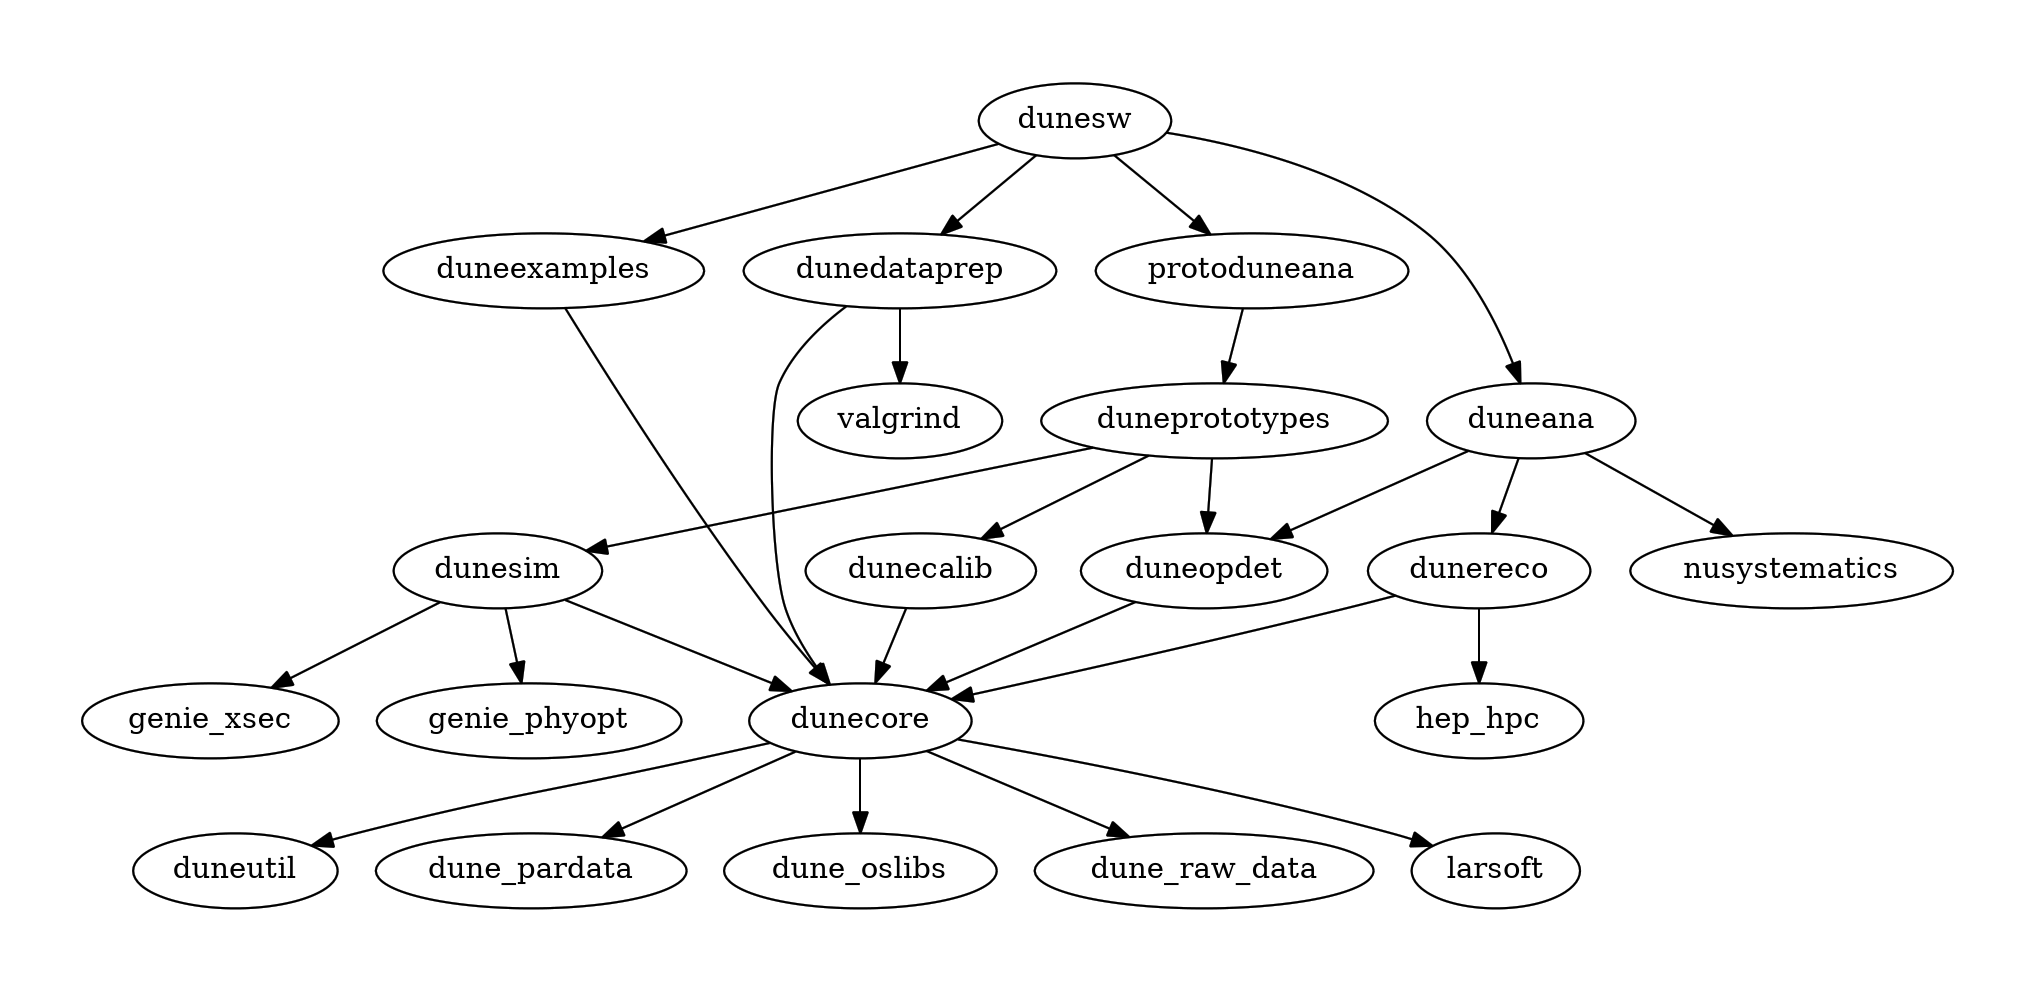 dunesw
duneexamples
dunedataprep
protoduneana
valgrind
duneprototypes
duneana
dunesim
dunecalib
duneopdet
dunereco
nusystematics
genie_xsec
genie_phyopt
dunecore
hep_hpc
duneutil
dune_pardata
dune_oslibs
dune_raw_data
larsoft